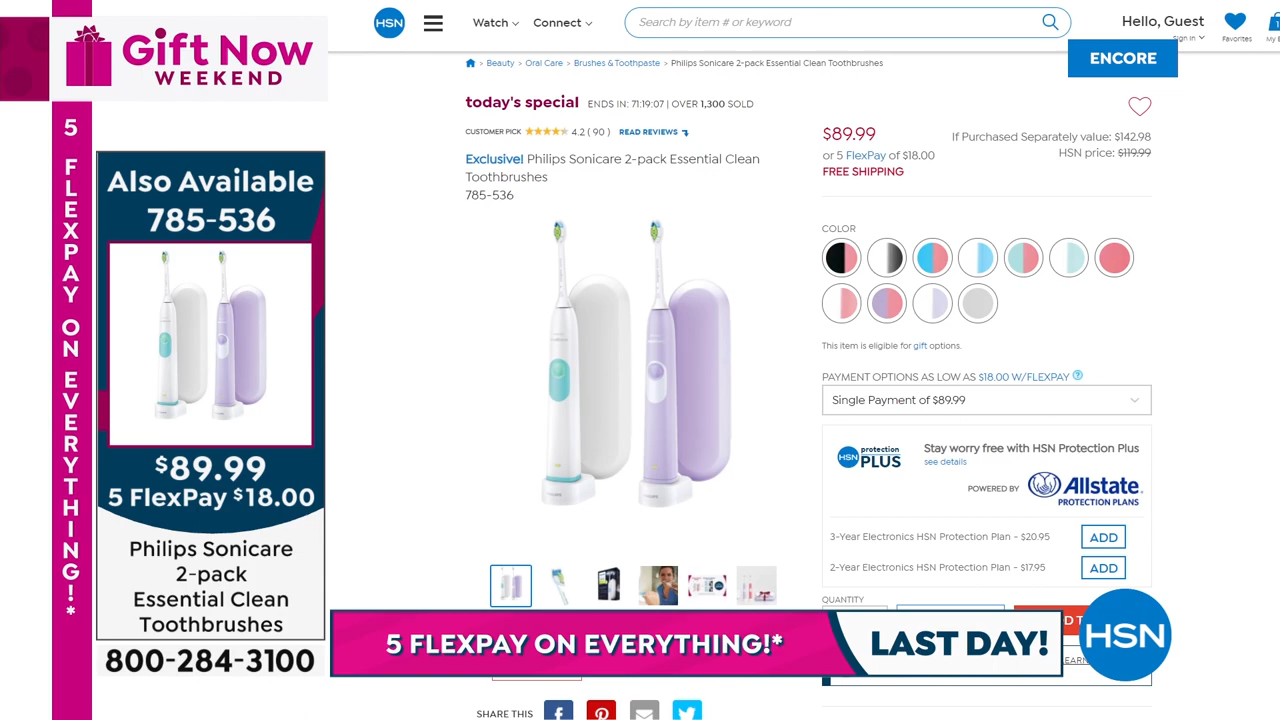 Gift Now
WEEKEND
5 FLEXPAY ON EVERYTHING!*
Also Available
785-536
$89.99
5 FlexPay $18.00
Philips Sonicare
2-pack
Essential Clean
Toothbrushes
800-284-3100
HSN
Watch
Connect
Search by item # or keyword
Hello, Guest
Sign In
Favorites
ENCORE
Beauty > Oral Care > Brushes & Toothpaste > Philips Sonicare 2-pack Essential Clean Toothbrushes
today's special ENDS IN: 71:19:07 | OVER 1,300 SOLD
CUSTOMER PICK 4.2 ( 90 ) READ REVIEWS
Exclusive! Philips Sonicare 2-pack Essential Clean
Toothbrushes
785-536
$89.99
or 5 FlexPay of $18.00
FREE SHIPPING
If Purchased Separately value: $142.98
HSN price: $119.99
COLOR
This item is eligible for gift options.
PAYMENT OPTIONS AS LOW AS $18.00 W/FLEXPAY
Single Payment of $89.99
HSN protection PLUS
Stay worry free with HSN Protection Plus
see details
POWERED BY Allstate.
PROTECTION PLANS
3-Year Electronics HSN Protection Plan - $20.95 ADD
2-Year Electronics HSN Protection Plan - $17.95 ADD
QUANTITY
5 FLEXPAY ON EVERYTHING!*
LAST DAY!
HSN
SHARE THIS